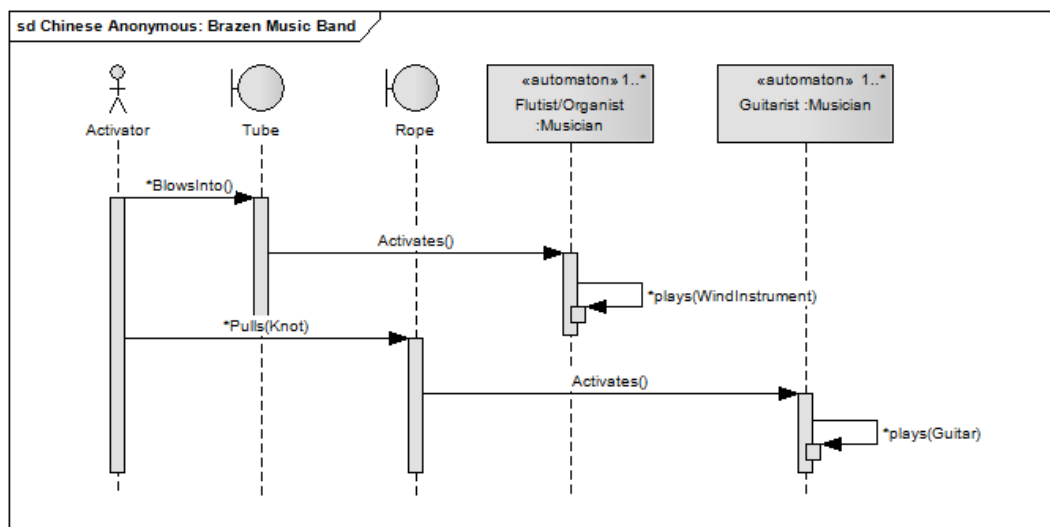 sd Chinese Anonymous: Brazen Music Band
Activator
Tube
Rope
«automaton» 1..*
Flutist/Organist
:Musician
«automaton» 1..*
Guitarist :Musician
*BlowsInto()
Activates()
*plays(WindInstrument)
*Pulls(Knot)
Activates()
*plays(Guitar)